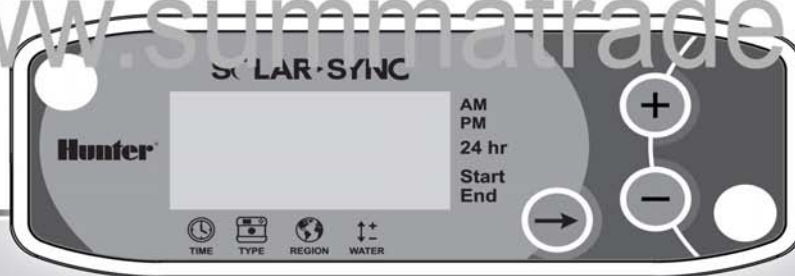 www.summatrade
SOLAR SYNC
Hunter®
AM
PM
24 hr
Start
End
+
−
→
TIME TYPE REGION WATER